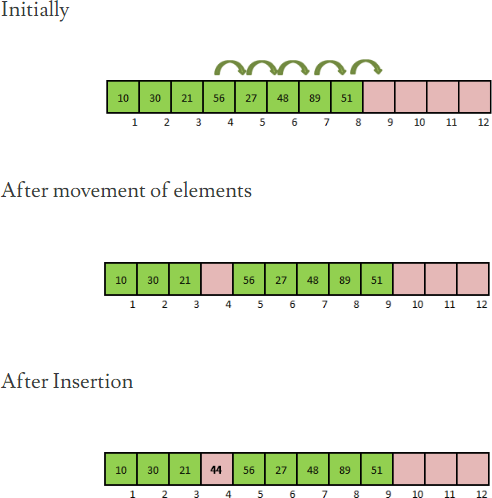 Initially
10 30 21 56 27 48 89 51
1 2 3 4 5 6 7 8 9 10 11 12
After movement of elements
10 30 21 56 27 48 89 51
1 2 3 4 5 6 7 8 9 10 11 12
After Insertion
10 30 21 44 56 27 48 89 51
1 2 3 4 5 6 7 8 9 10 11 12